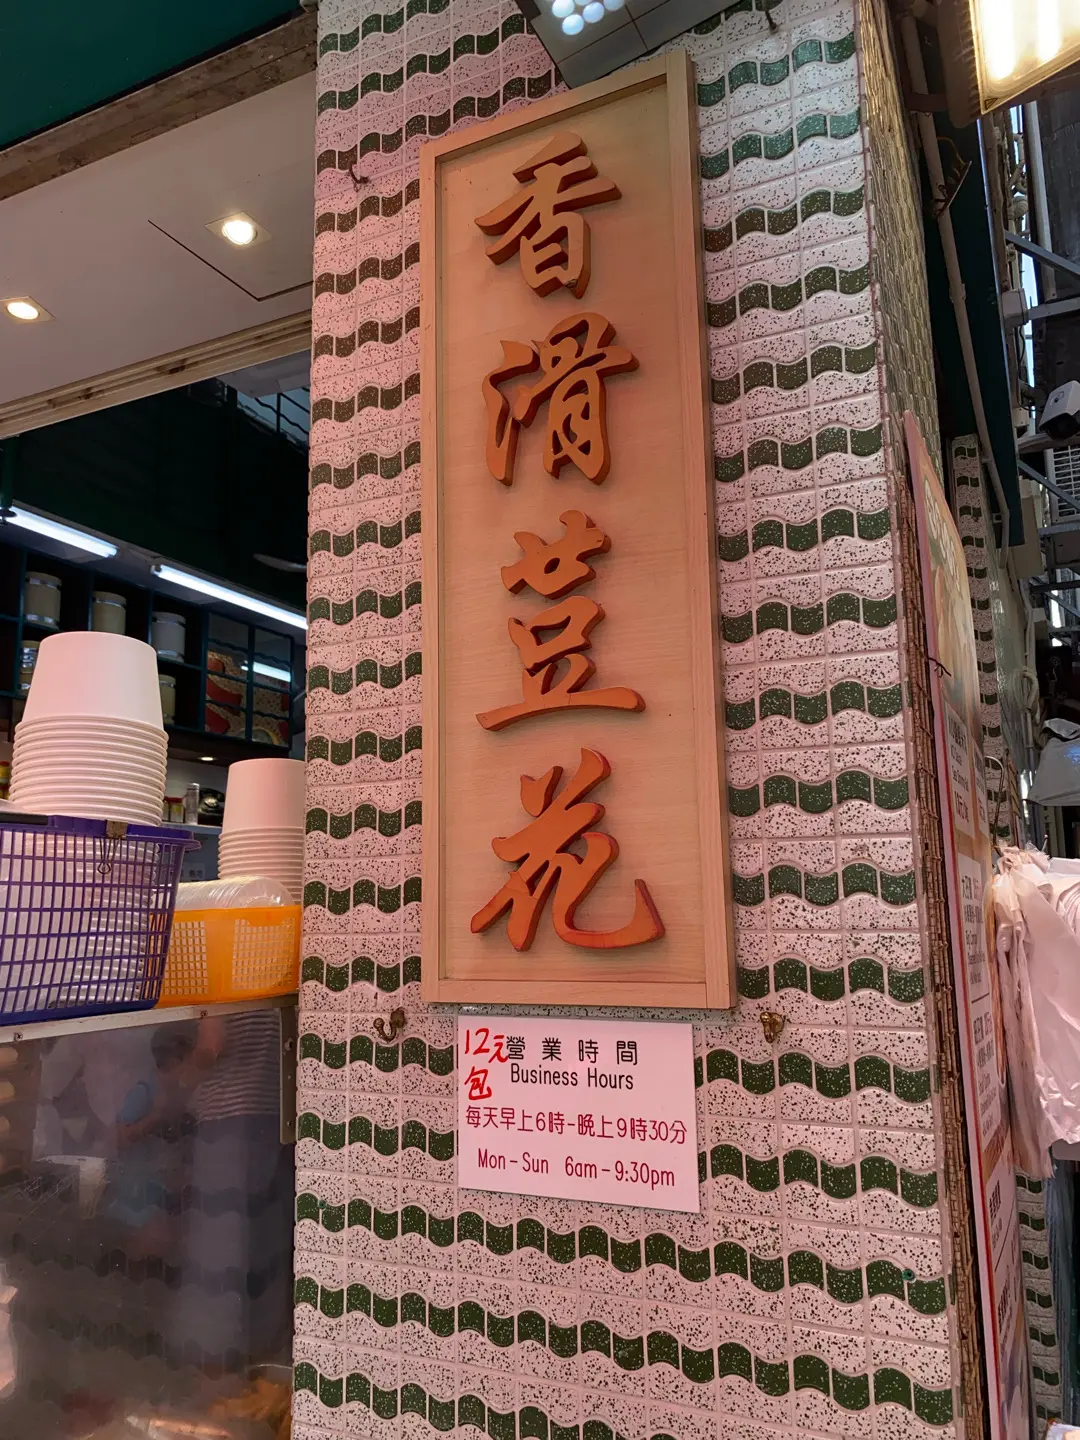 香滑荳花
12元
包
營業時間
Business Hours
每天早上6時-晚上9時30分
Mon-Sun 6am-9:30pm